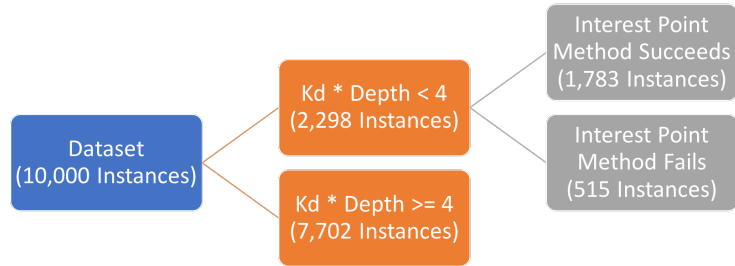 Dataset
(10,000 Instances)
Kd * Depth < 4
(2,298 Instances)
Kd * Depth >= 4
(7,702 Instances)
Interest Point
Method Succeeds
(1,783 Instances)
Interest Point
Method Fails
(515 Instances)